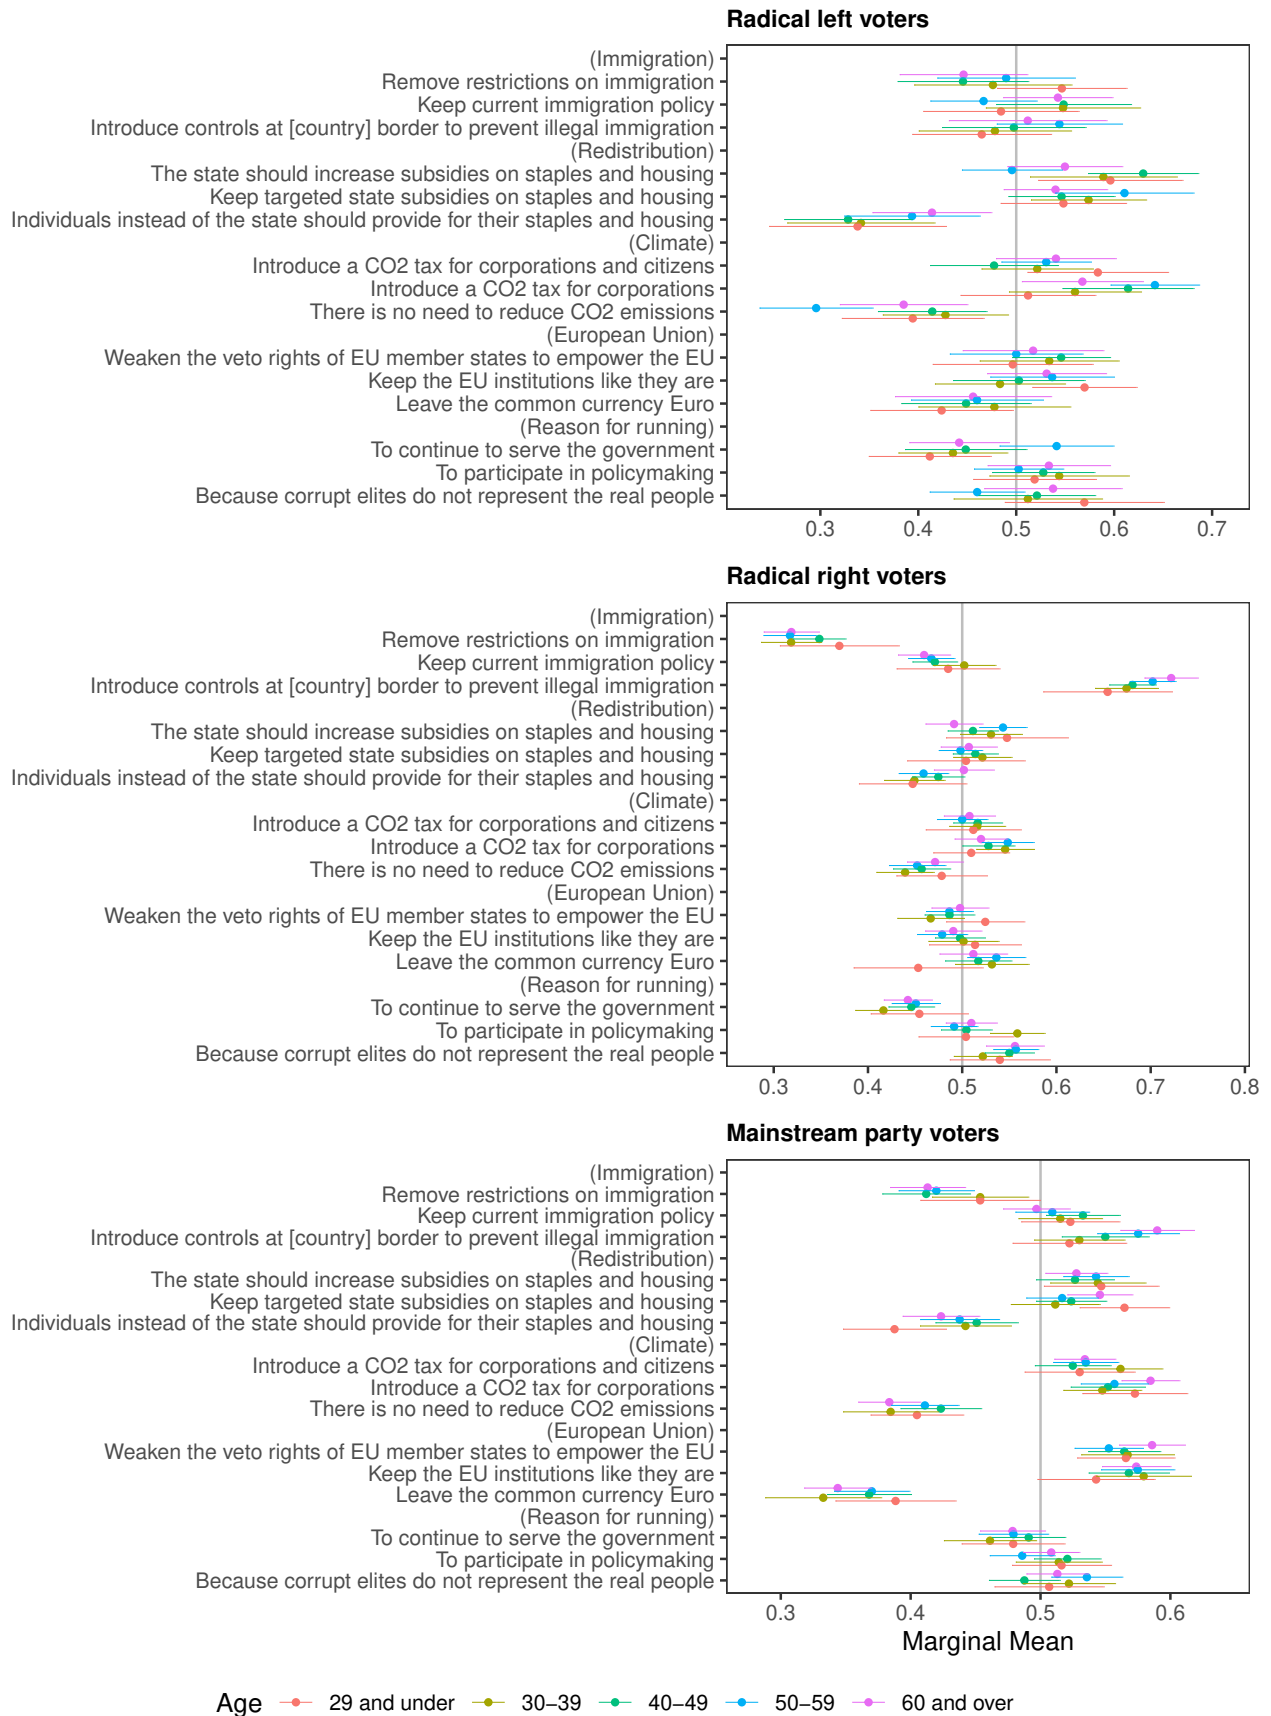 Radical left voters
(Immigration)
Remove restrictions on immigration
Keep current immigration policy
Introduce controls at [country] border to prevent illegal immigration
(Redistribution)
The state should increase subsidies on staples and housing
Keep targeted state subsidies on staples and housing
Individuals instead of the state should provide for their staples and housing
(Climate)
Introduce a CO2 tax for corporations and citizens
Introduce a CO2 tax for corporations
There is no need to reduce CO2 emissions
(European Union)
Weaken the veto rights of EU member states to empower the EU
Keep the EU institutions like they are
Leave the common currency Euro
(Reason for running)
To continue to serve the government
To participate in policymaking
Because corrupt elites do not represent the real people
0.3 0.4 0.5 0.6 0.7
Radical right voters
(Immigration)
Remove restrictions on immigration
Keep current immigration policy
Introduce controls at [country] border to prevent illegal immigration
(Redistribution)
The state should increase subsidies on staples and housing
Keep targeted state subsidies on staples and housing
Individuals instead of the state should provide for their staples and housing
(Climate)
Introduce a CO2 tax for corporations and citizens
Introduce a CO2 tax for corporations
There is no need to reduce CO2 emissions
(European Union)
Weaken the veto rights of EU member states to empower the EU
Keep the EU institutions like they are
Leave the common currency Euro
(Reason for running)
To continue to serve the government
To participate in policymaking
Because corrupt elites do not represent the real people
0.3 0.4 0.5 0.6 0.7 0.8
Mainstream party voters
(Immigration)
Remove restrictions on immigration
Keep current immigration policy
Introduce controls at [country] border to prevent illegal immigration
(Redistribution)
The state should increase subsidies on staples and housing
Keep targeted state subsidies on staples and housing
Individuals instead of the state should provide for their staples and housing
(Climate)
Introduce a CO2 tax for corporations and citizens
Introduce a CO2 tax for corporations
There is no need to reduce CO2 emissions
(European Union)
Weaken the veto rights of EU member states to empower the EU
Keep the EU institutions like they are
Leave the common currency Euro
(Reason for running)
To continue to serve the government
To participate in policymaking
Because corrupt elites do not represent the real people
0.3 0.4 0.5 0.6
Marginal Mean
Age 29 and under 30−39 40−49 50−59 60 and over